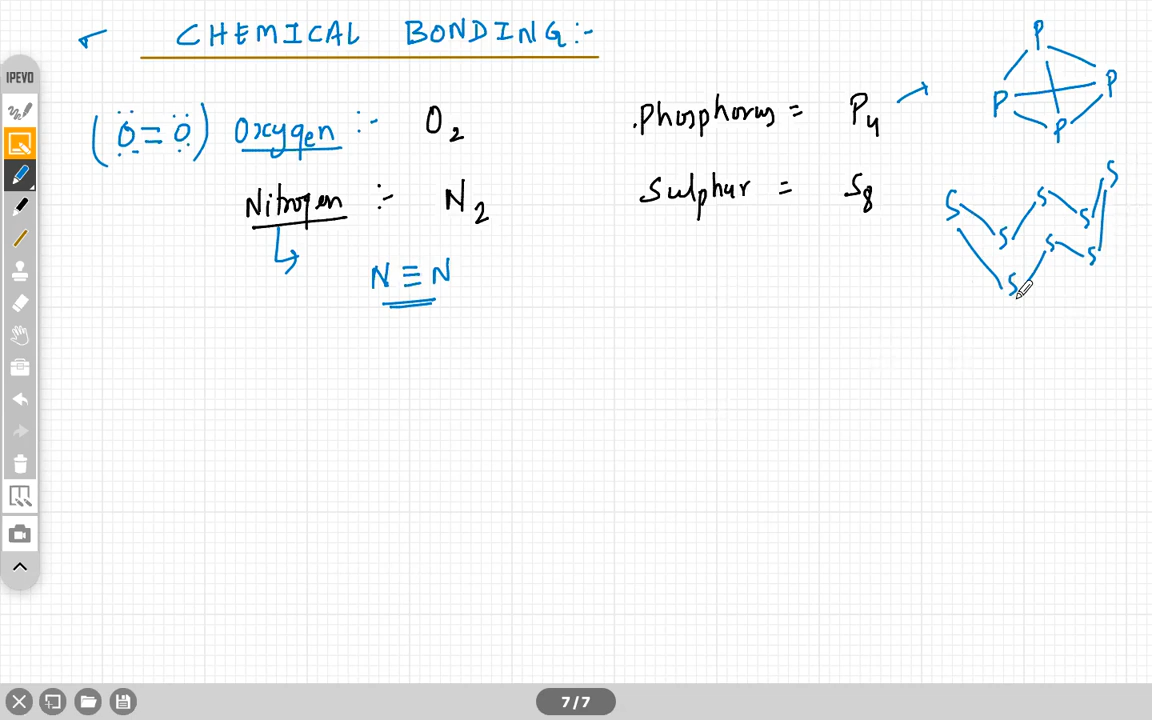 CHEMICAL BONDING:-
IPEVO
(O=O) Oxygen :- O2
Nitrogen :- N2
N≡N
Phosphorus = P4
P
P P
P
Sulphur = S8
S
S S S
S S S
S
7/7